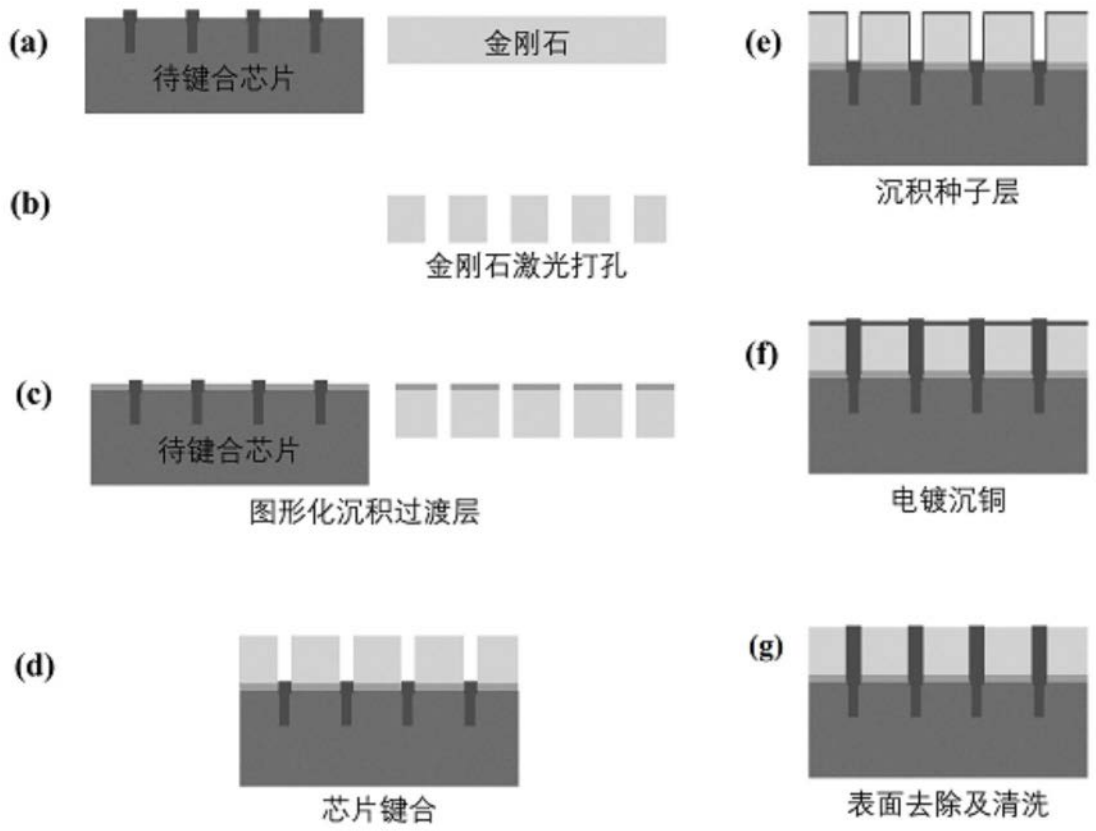 (a)
待键合芯片
金刚石
(b)
金刚石激光打孔
(c)
待键合芯片
图形化沉积过渡层
(d)
芯片键合
(e)
沉积种子层
(f)
电镀沉铜
(g)
表面去除及清洗